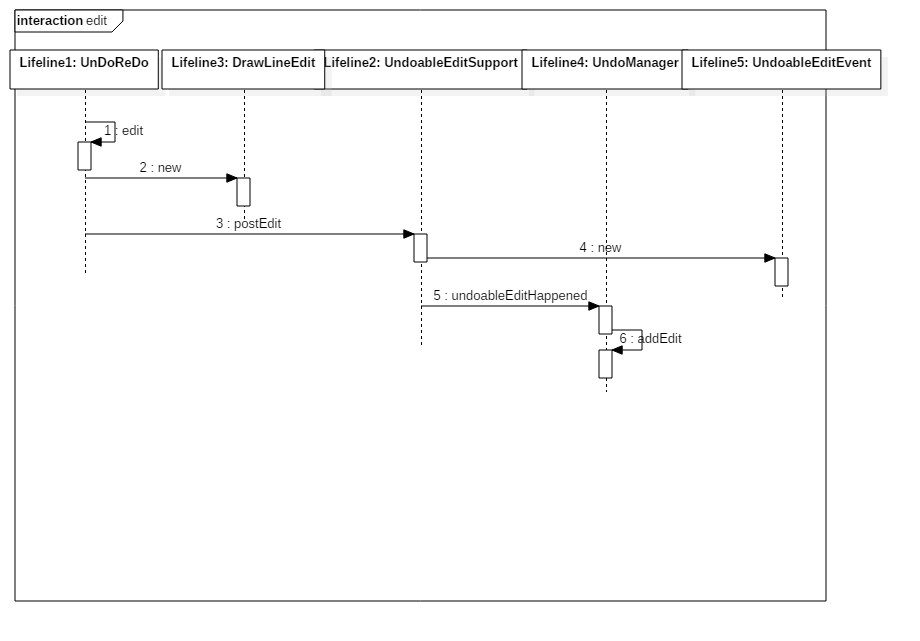 interaction edit
Lifeline1: UnDoReDo
Lifeline3: DrawLineEdit
Lifeline2: UndoableEditSupport
Lifeline4: UndoManager
Lifeline5: UndoableEditEvent
1 : edit
2 : new
3 : postEdit
4 : new
5 : undoableEditHappened
6 : addEdit